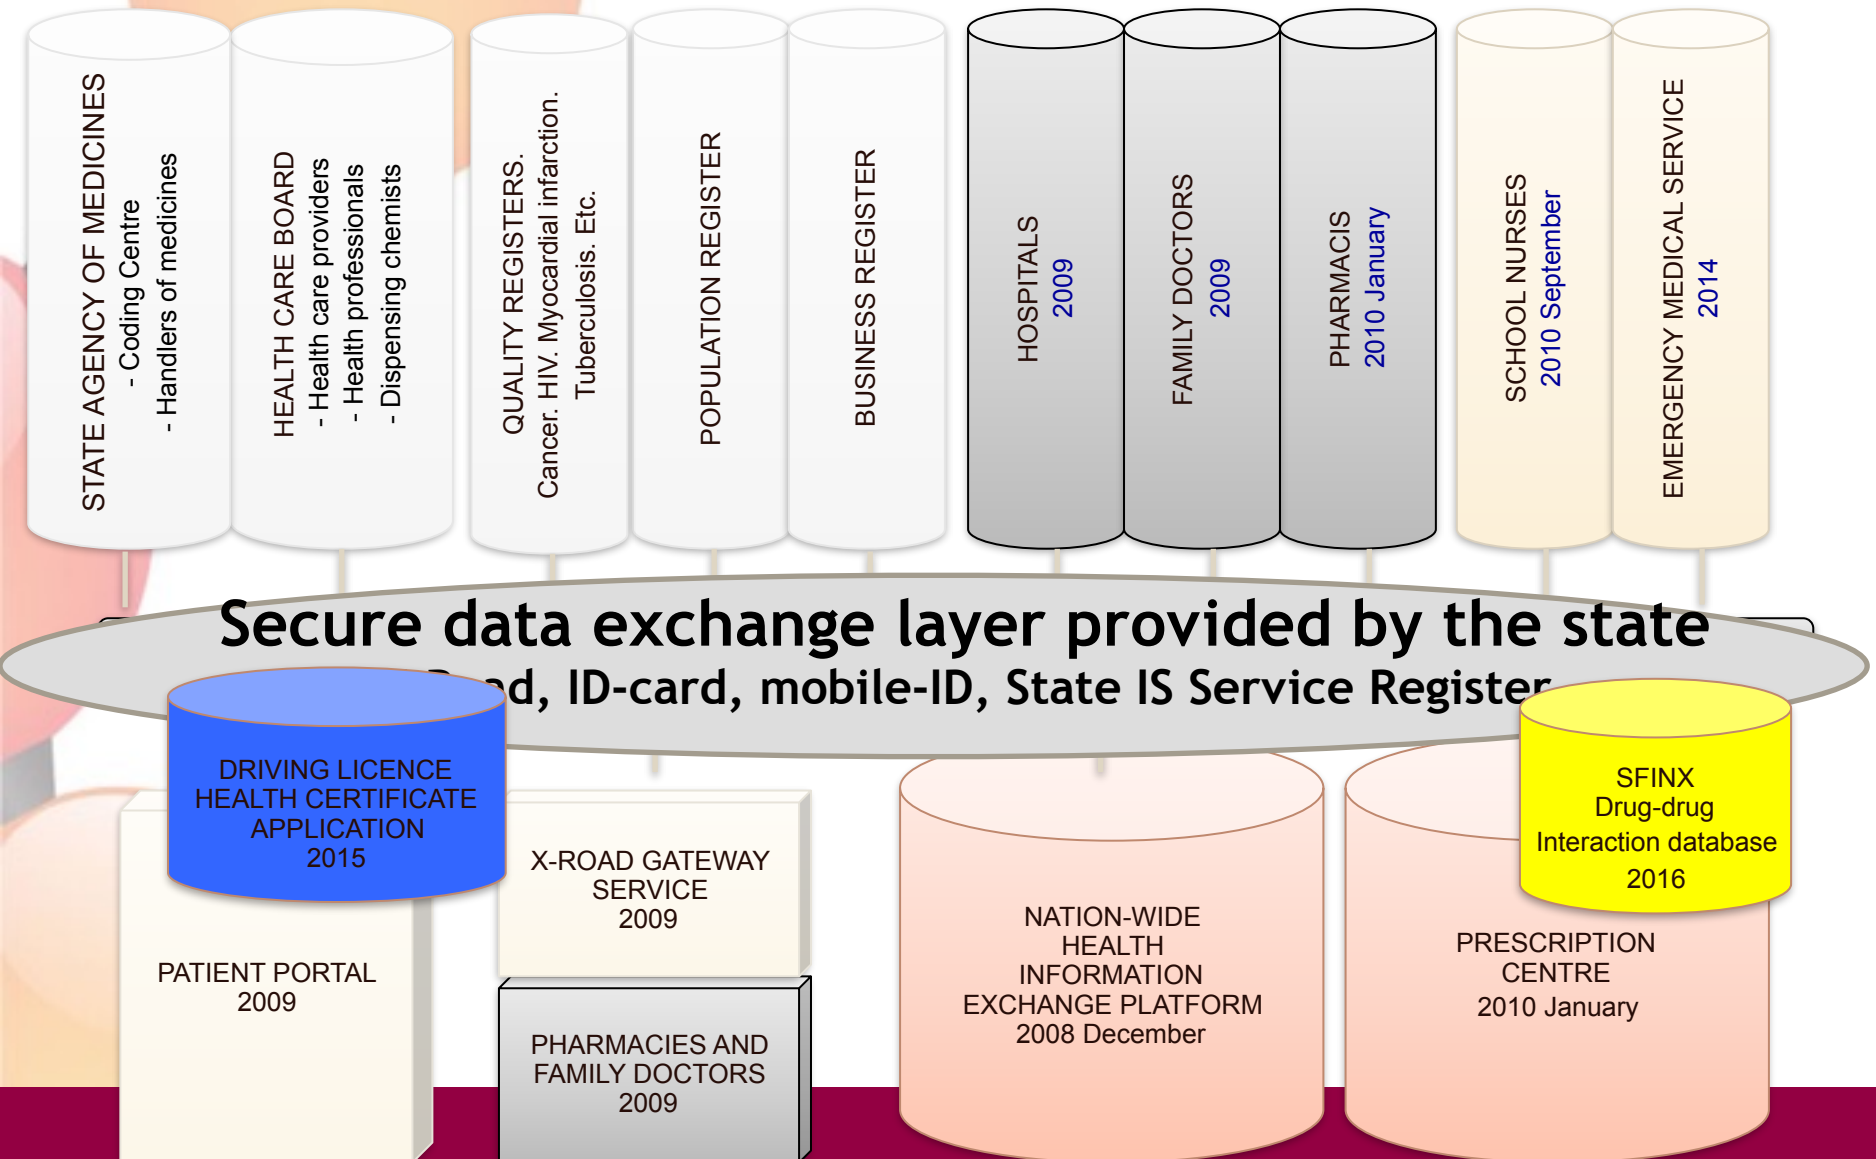 STATE AGENCY OF MEDICINES
- Coding Centre
- Handlers of medicines
HEALTH CARE BOARD
- Health care providers
- Health professionals
- Dispensing chemists
QUALITY REGISTERS.
Cancer. HIV. Myocardial infarction.
Tuberculosis. Etc.
POPULATION REGISTER
BUSINESS REGISTER
HOSPITALS
2009
FAMILY DOCTORS
2009
PHARMACIS
2010 January
SCHOOL NURSES
2010 September
EMERGENCY MEDICAL SERVICE
2014
Secure data exchange layer provided by the state
ID-card, mobile-ID, State IS Service Register
DRIVING LICENCE
HEALTH CERTIFICATE
APPLICATION
2015
PATIENT PORTAL
2009
X-ROAD GATEWAY
SERVICE
2009
PHARMACIES AND
FAMILY DOCTORS
2009
NATION-WIDE
HEALTH
INFORMATION
EXCHANGE PLATFORM
2008 December
SFINX
Drug-drug
Interaction database
2016
PRESCRIPTION
CENTRE
2010 January